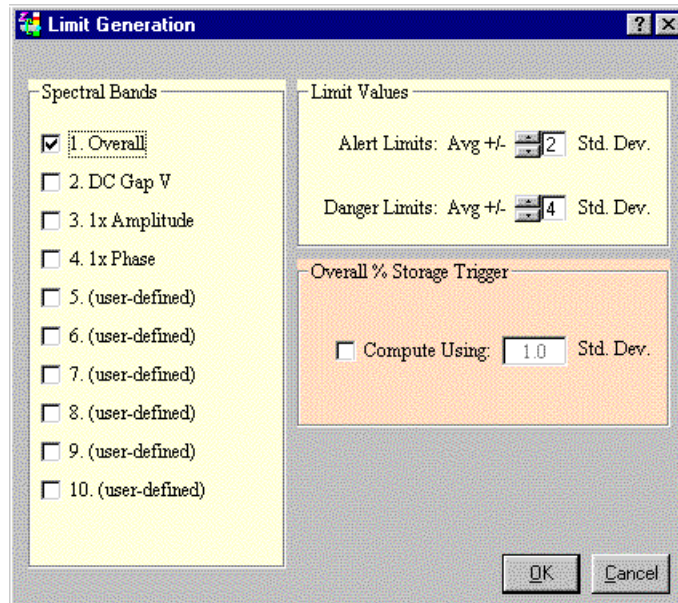 Limit Generation
Spectral Bands
1. Overall
2. DC Gap V
3. 1x Amplitude
4. 1x Phase
5. (user-defined)
6. (user-defined)
7. (user-defined)
8. (user-defined)
9. (user-defined)
10. (user-defined)
Limit Values
Alert Limits: Avg +/- 2 Std. Dev.
Danger Limits: Avg +/- 4 Std. Dev.
Overall % Storage Trigger
Compute Using: 1.0 Std. Dev.
OK
Cancel